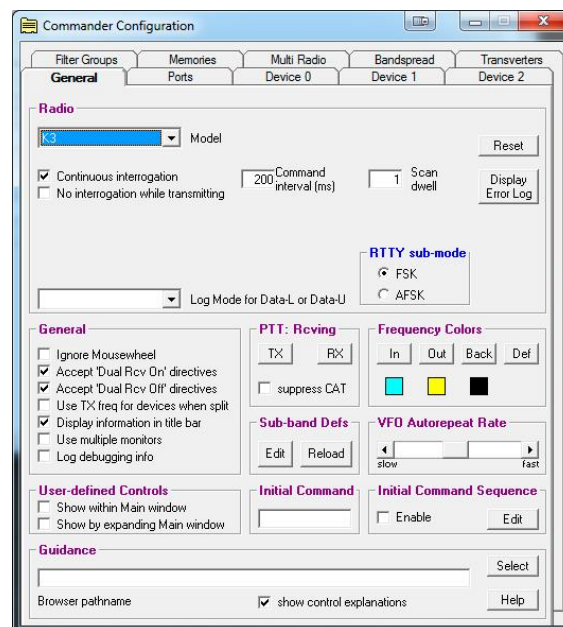 Commander Configuration
Filter Groups Memories Multi Radio Bandspread Transverters
General Ports Device 0 Device 1 Device 2
Radio
K3 Model
Reset
Continuous interrogation
No interrogation while transmitting
200 Command interval (ms)
1 Scan dwell
Display Error Log
RTTY sub-mode
FSK
AFSK
Log Mode for Data-L or Data-U
General
Ignore Mousewheel
Accept 'Dual Rcv On' directives
Accept 'Dual Rcv Off' directives
Use TX freq for devices when split
Display information in title bar
Use multiple monitors
Log debugging info
PTT: Rcving
TX RX
suppress CAT
Frequency Colors
In Out Back Def
Sub-band Defs
Edit Reload
VFO Autorepeat Rate
slow fast
User-defined Controls
Show within Main window
Show by expanding Main window
Initial Command
Initial Command Sequence
Enable Edit
Guidance
Select
Browser pathname
show control explanations
Help